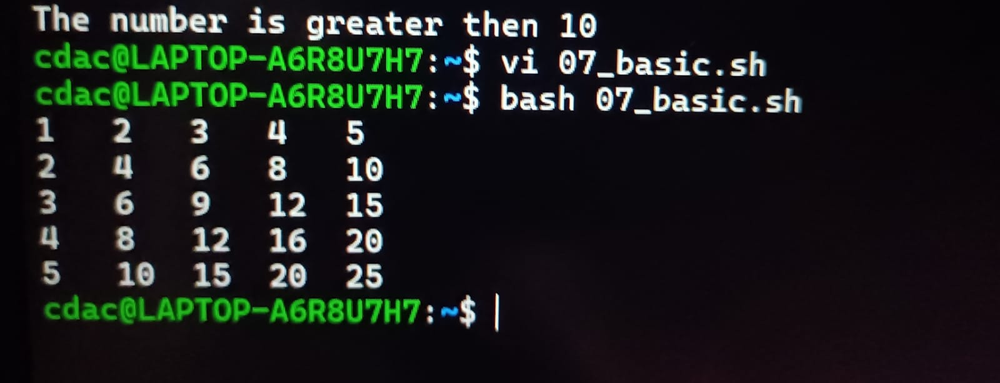 The number is greater then 10
cdac@LAPTOP-A6R8U7H7:~$ vi 07_basic.sh
cdac@LAPTOP-A6R8U7H7:~$ bash 07_basic.sh
1 2 3 4 5
2 4 6 8 10
3 6 9 12 15
4 8 12 16 20
5 10 15 20 25
cdac@LAPTOP-A6R8U7H7:~$